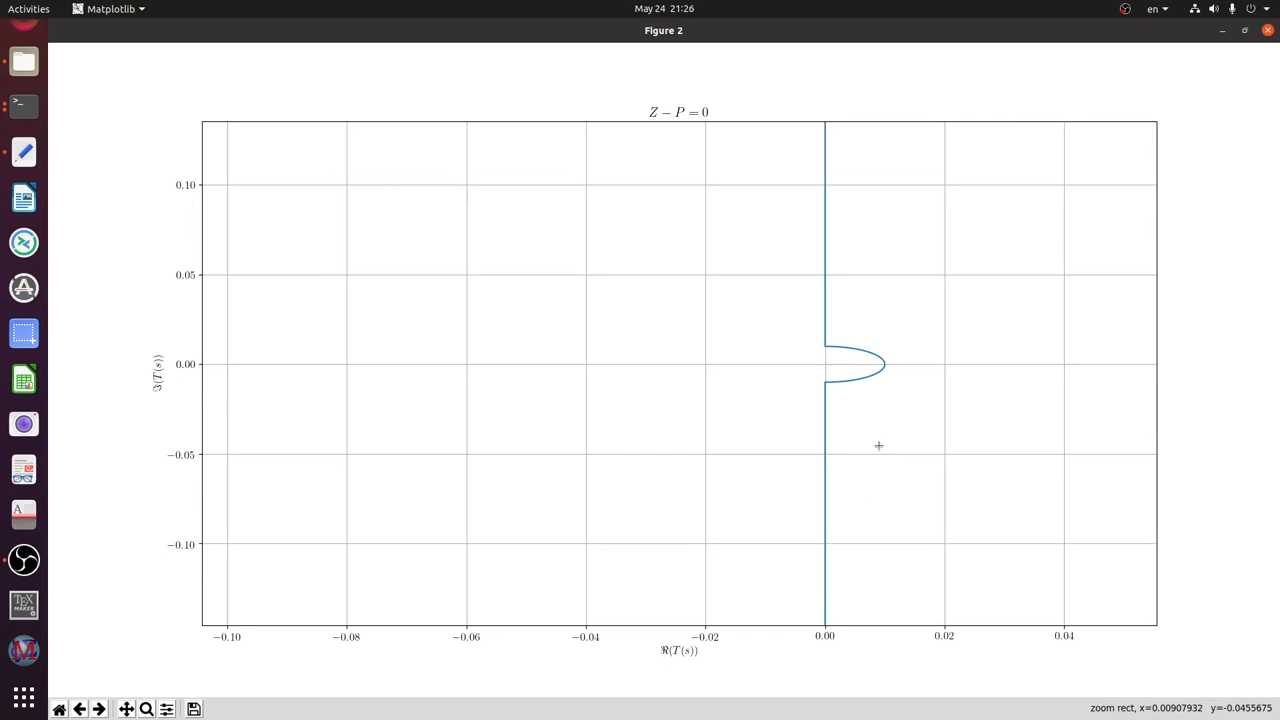 Activities
Matplotlib
May 24 21:26
en
Figure 2
Z − P = 0
0.10
0.05
0.00
−0.05
−0.10
ℑ(T(s))
−0.10
−0.08
−0.06
−0.04
−0.02
0.00
0.02
0.04
ℜ(T(s))
A
TEX
MAKER
zoom rect, x=0.00907932 y=-0.0455675